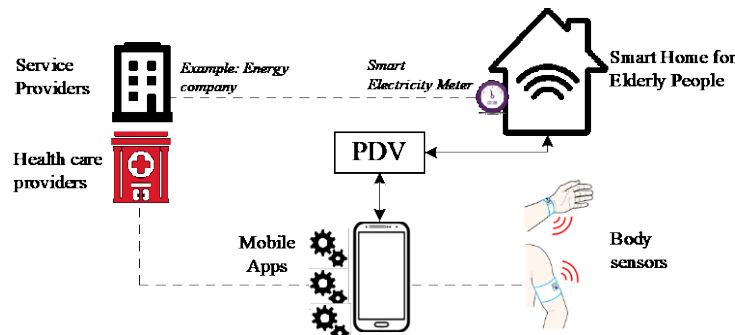 Service
Providers
Example: Energy
company
Smart
Electricity Meter
Smart Home for
Elderly People
Health care
providers
PDV
Mobile
Apps
Body
sensors